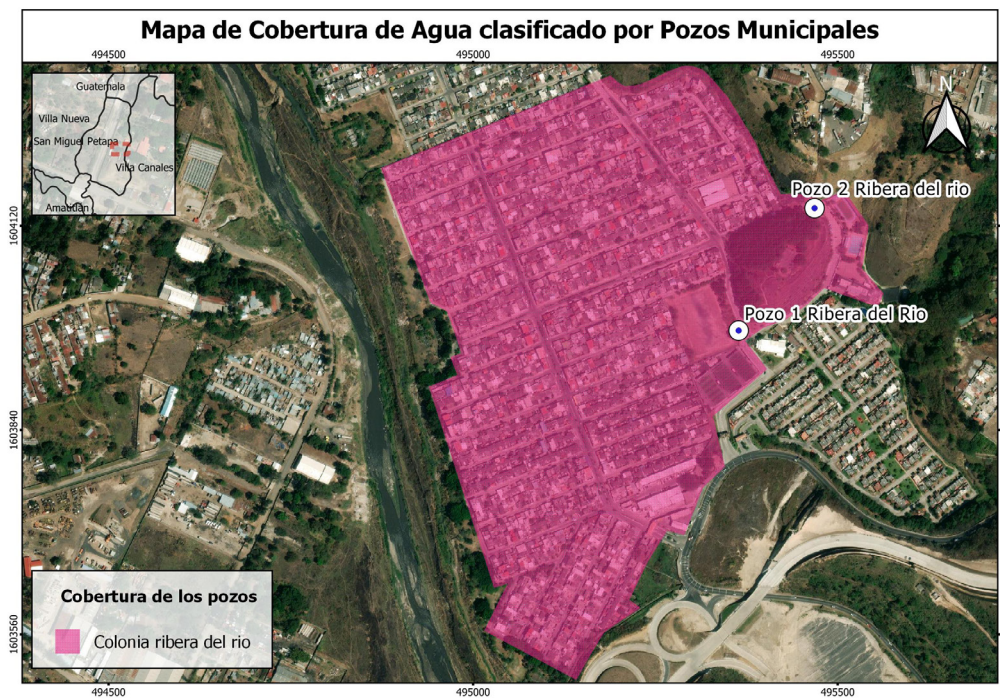 Mapa de Cobertura de Agua clasificado por Pozos Municipales
494500 495000 495500
Guatemala
Villa Nueva
San Miguel Petapa
Villa Canales
Amatitlán
N
Pozo 2 Ribera del rio
Pozo 1 Ribera del Rio
1604120
1603840
1603560
Cobertura de los pozos
Colonia ribera del rio
494500 495000 495500